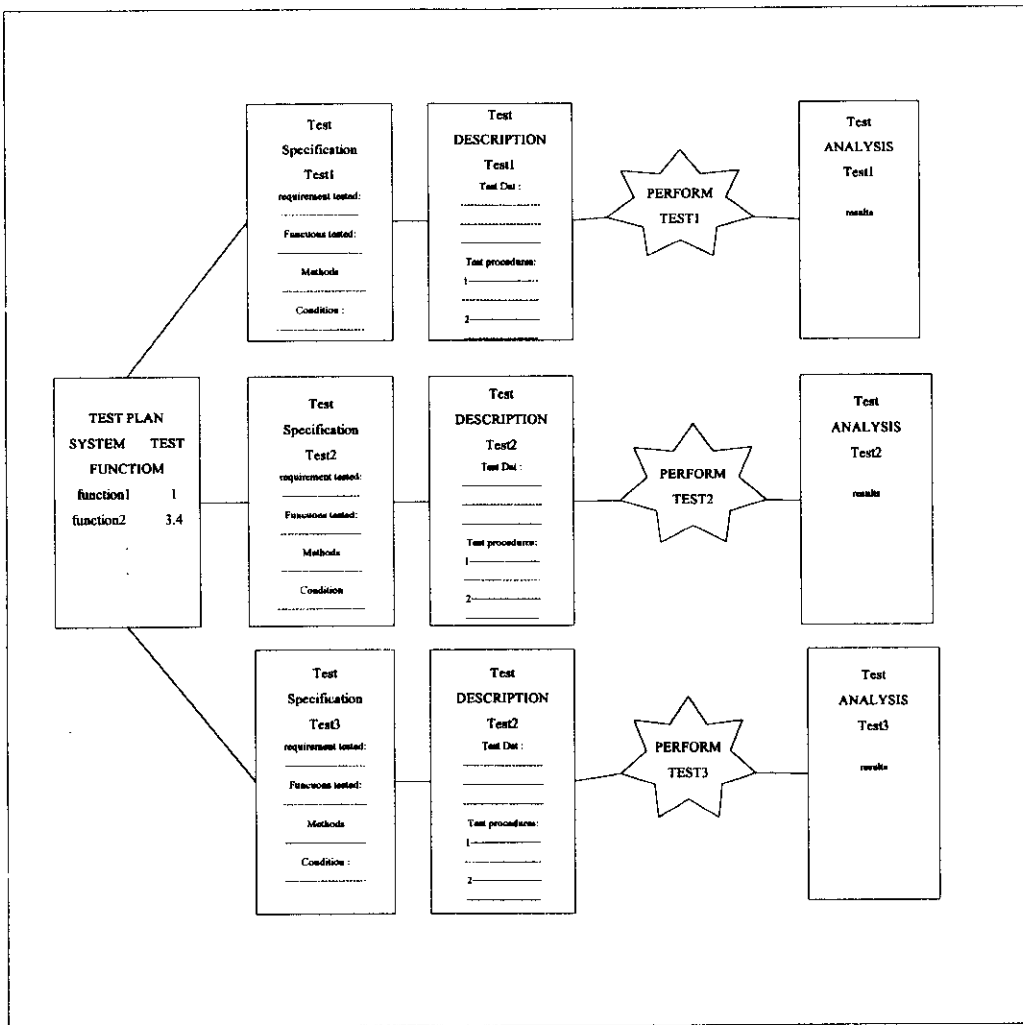 Test
Specification
Test1
requirement tested:
Functions tested:
Methods
Condition :
Test
DESCRIPTION
Test1
Test Dat :
Test procedures:
1
2
PERFORM
TEST1
Test
ANALYSIS
Test1
results
TEST PLAN
SYSTEM TEST
FUNCTIOM
function1 1
function2 3.4
.
.
Test
Specification
Test2
requirement tested:
Functions tested:
Methods
Condition
Test
DESCRIPTION
Test2
Test Dat :
Test procedures:
1
2
PERFORM
TEST2
Test
ANALYSIS
Test2
results
Test
Specification
Test3
requirement tested:
Functions tested:
Methods
Condition :
Test
DESCRIPTION
Test2
Test Dat :
Test procedures:
1
2
PERFORM
TEST3
Test
ANALYSIS
Test3
results